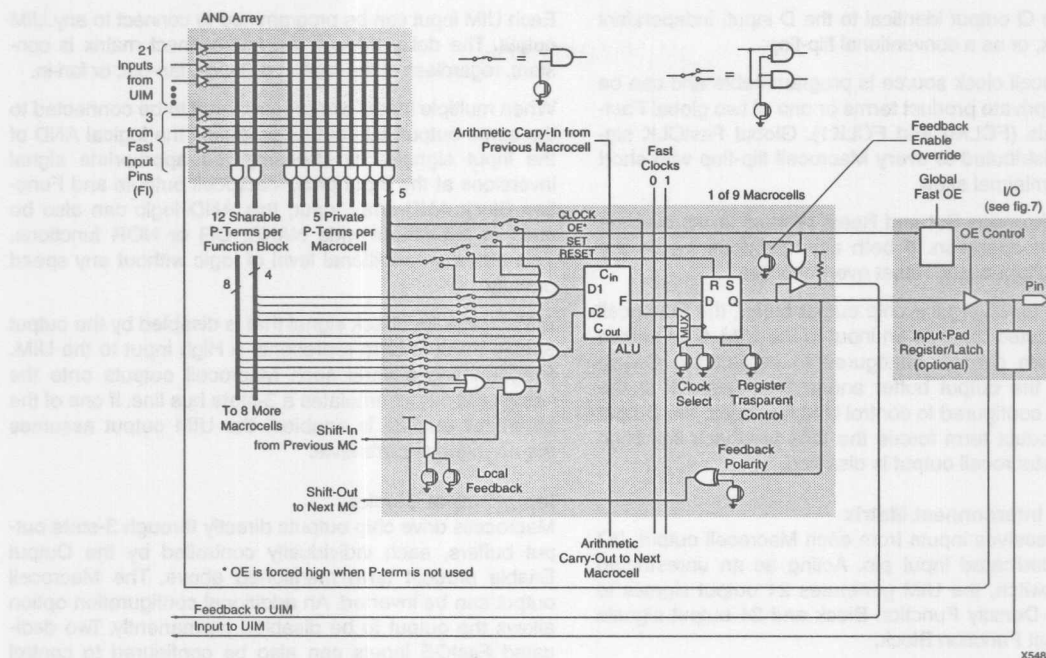 AND Array
21
Inputs
from
UIM
3
from
Fast
Input
Pins
(FI)
5
12 Sharable
P-Terms per
Function Block
5 Private
P-Terms per
Macrocell
8
4
Arithmetic Carry-In from
Previous Macrocell
Fast
Clocks
0 1
1 of 9 Macrocells
CLOCK
OE*
SET
RESET
Feedback
Enable
Override
Global
Fast OE
I/O
(see fig.7)
OE Control
Pin
Cin
D1
D2
F
Cout
ALU
R S
D Q
MUX
Clock
Select
Register
Trasparent
Control
Input-Pad
Register/Latch
(optional)
To 8 More
Macrocells
Shift-In
from Previous MC
Local
Feedback
Feedback
Polarity
Shift-Out
to Next MC
Arithmetic
Carry-Out to Next
Macrocell
* OE is forced high when P-term is not used
Feedback to UIM
Input to UIM
X548